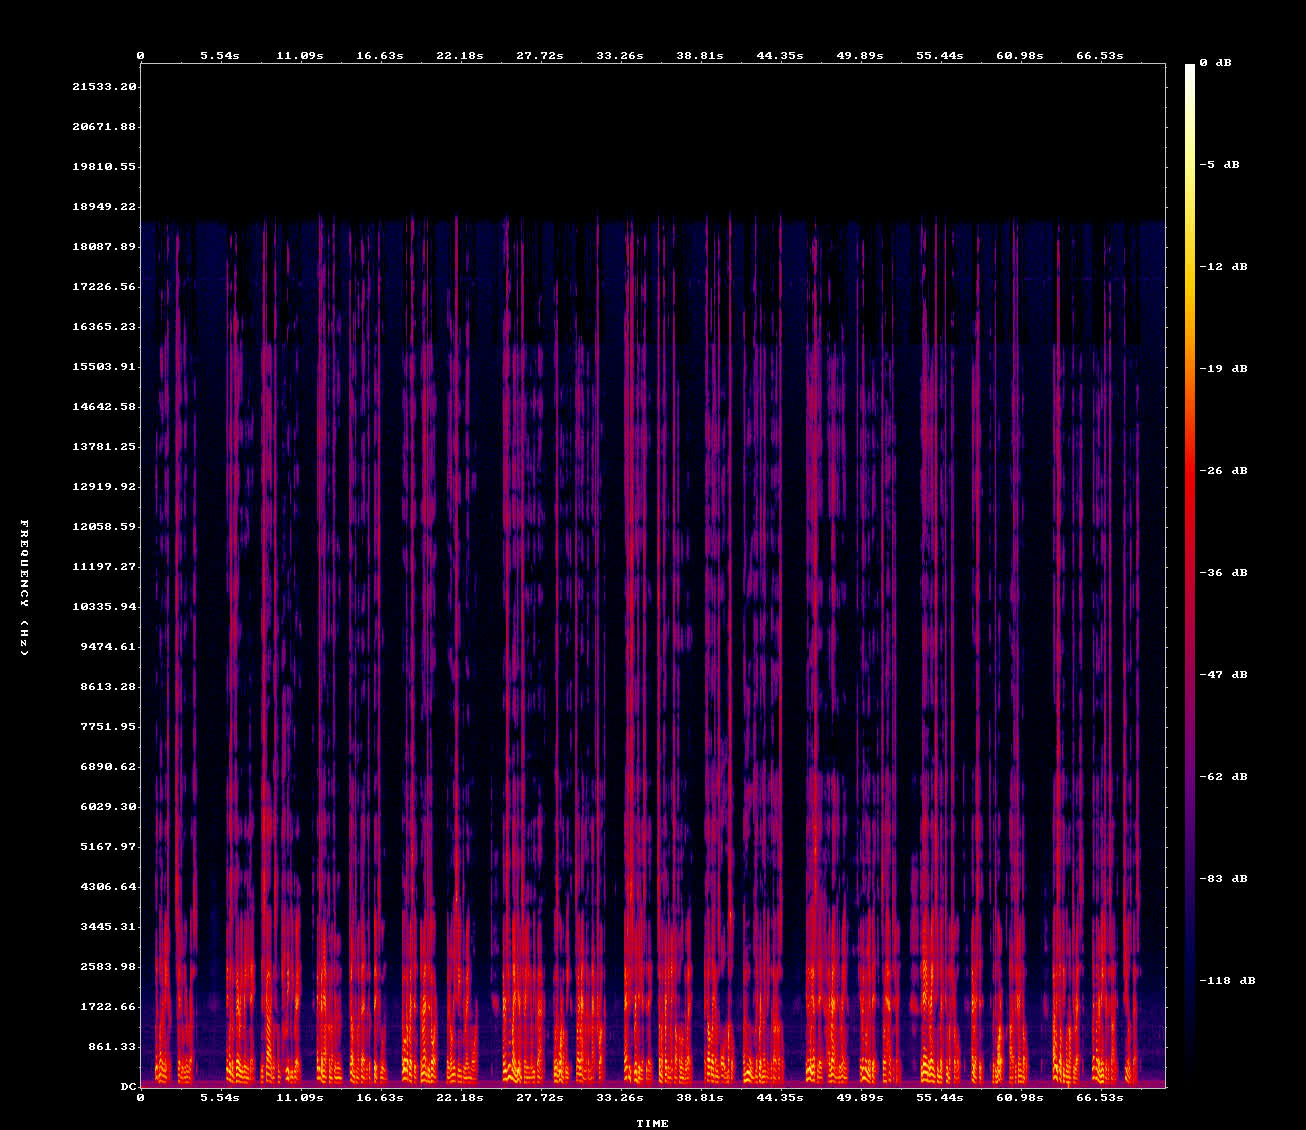 0 5.54s 11.09s 16.63s 22.18s 27.72s 33.26s 38.81s 44.35s 49.89s 55.44s 60.98s 66.53s
0 dB
21533.20
20671.88
-5 dB
19810.55
18949.22
18087.89
-12 dB
17226.56
16365.23
15503.91
-19 dB
14642.58
13781.25
-26 dB
12919.92
12058.59
11197.27
-36 dB
10335.94
9474.61
-47 dB
8613.28
7751.95
6890.62
-62 dB
6029.30
5167.97
4306.64
-83 dB
3445.31
2583.98
-118 dB
1722.66
861.33
DC
FREQUENCY (Hz)
0 5.54s 11.09s 16.63s 22.18s 27.72s 33.26s 38.81s 44.35s 49.89s 55.44s 60.98s 66.53s
TIME